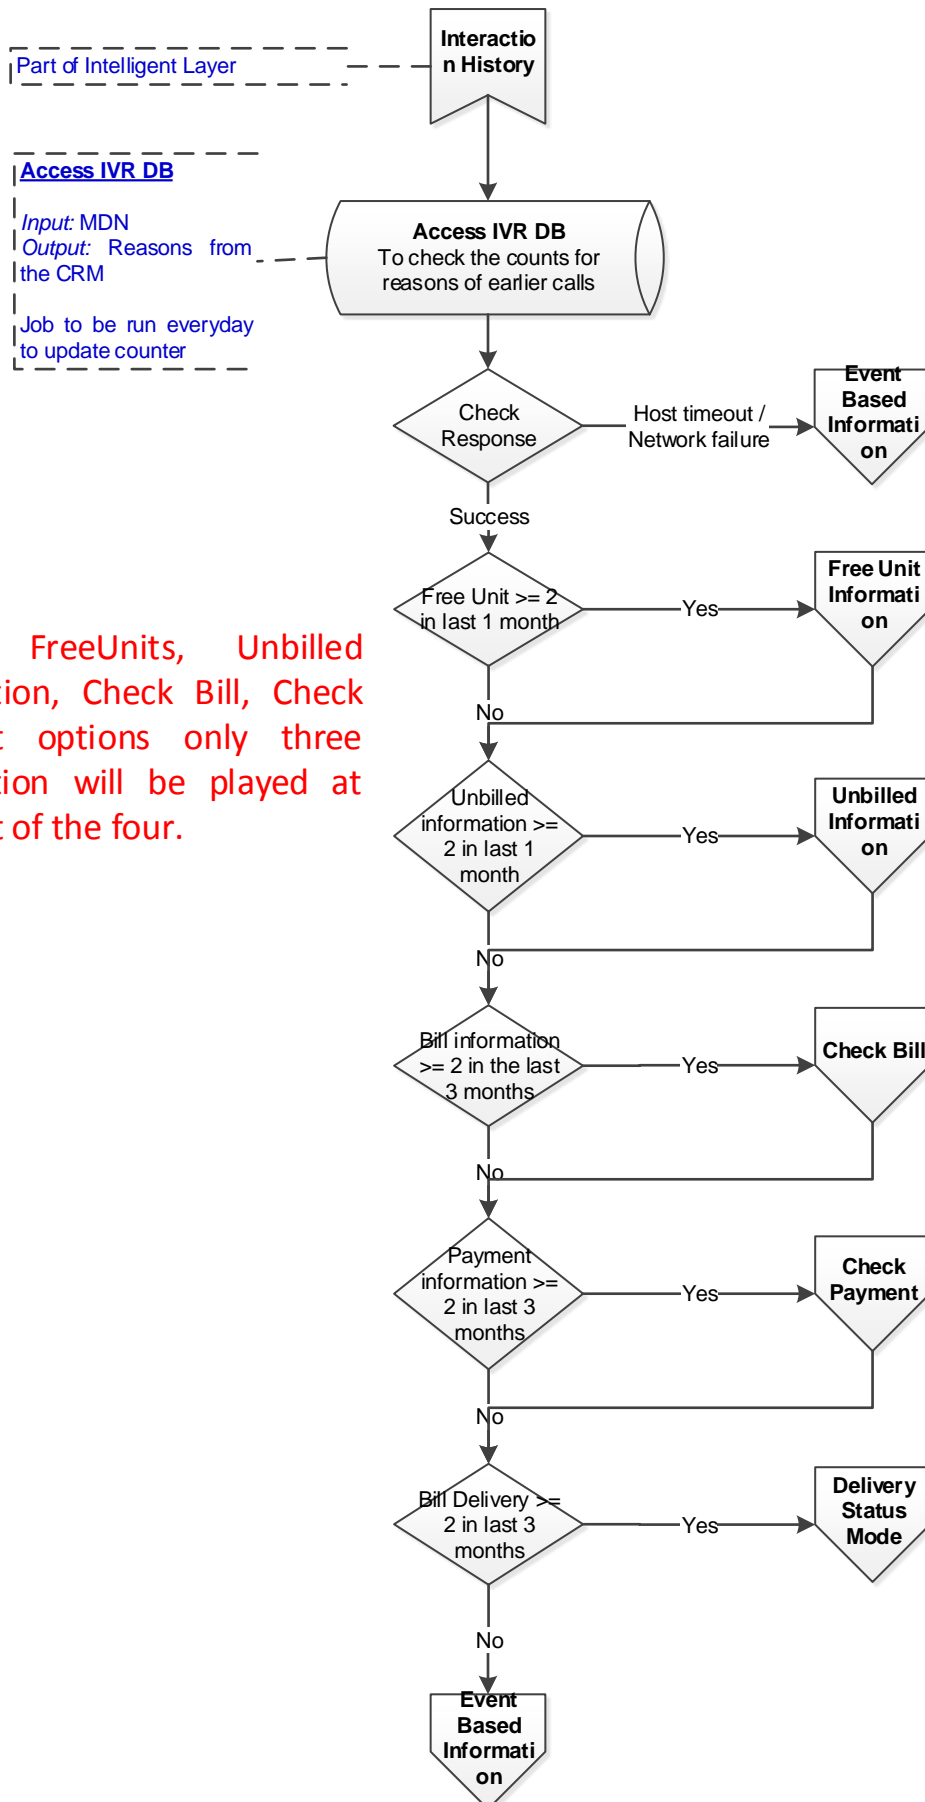 Interactio
n History
Part of Intelligent Layer
Access IVR DB
Input: MDN
Output: Reasons from
the CRM
Job to be run everyday
to update counter
Access IVR DB
To check the counts for
reasons of earlier calls
Check
Response
Host timeout /
Network failure
Event
Based
Informati
on
Success
Free Unit >= 2
in last 1 month
Yes
Free Unit
Informati
on
No
FreeUnits, Unbilled
tion, Check Bill, Check
t options only three
tion will be played at
t of the four.
Unbilled
information >=
2 in last 1
month
Yes
Unbilled
Informati
on
No
Bill information
>= 2 in the last
3 months
Yes
Check Bill
No
Payment
information >=
2 in last 3
months
Yes
Check
Payment
No
Bill Delivery >=
2 in last 3
months
Yes
Delivery
Status
Mode
No
Event
Based
Informati
on